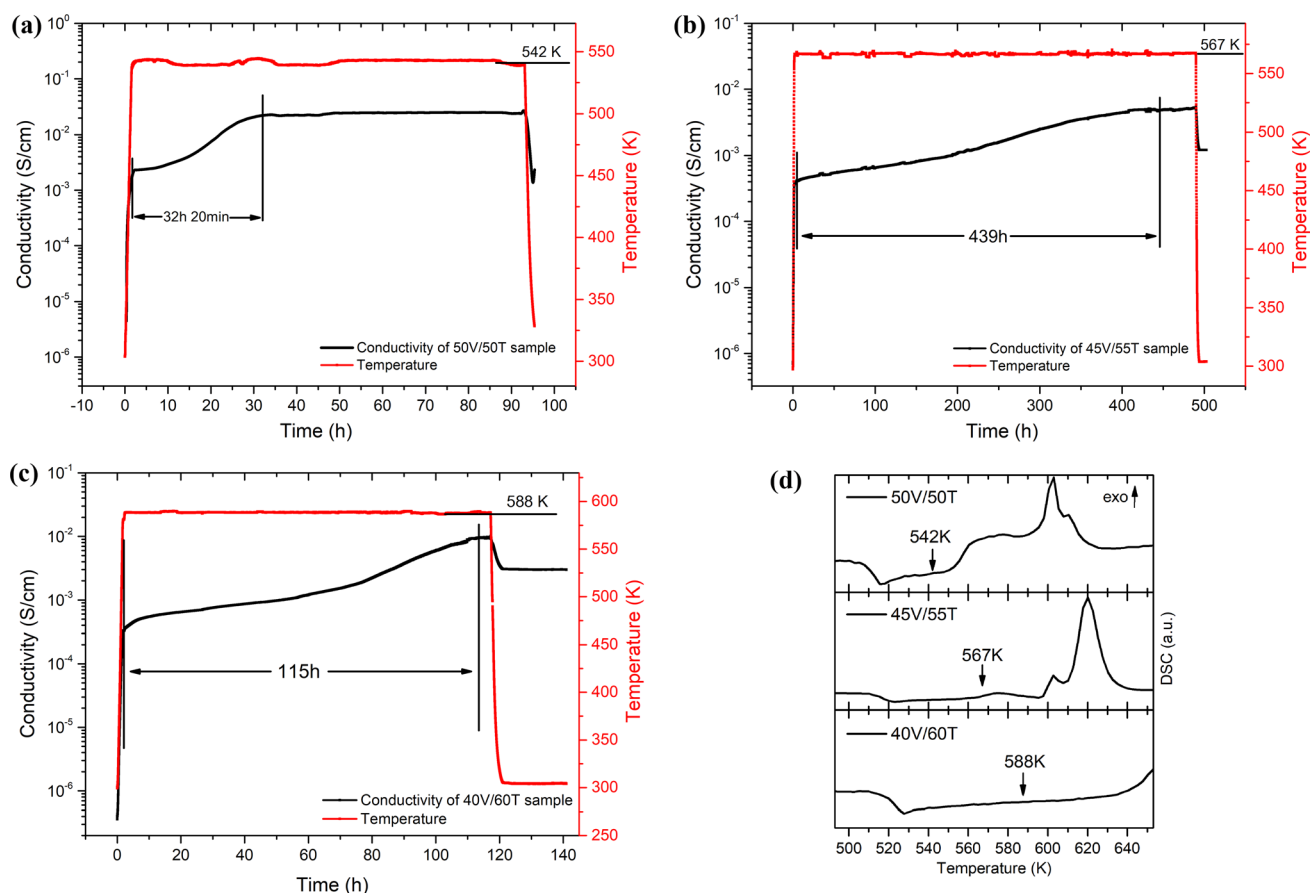 (a)
10^0
10^-1
10^-2
10^-3
10^-4
10^-5
10^-6
Conductivity (S/cm)
550
500
450
400
350
300
Temperature (K)
542 K
32h 20min
Conductivity of 50V/50T sample
Temperature
-10 0 10 20 30 40 50 60 70 80 90 100
Time (h)
(b)
10^-1
10^-2
10^-3
10^-4
10^-5
10^-6
Conductivity (S/cm)
550
500
450
400
350
300
Temperature (K)
567 K
439h
Conductivity of 45V/55T sample
Temperature
0 100 200 300 400 500
Time (h)
(c)
10^-1
10^-2
10^-3
10^-4
10^-5
10^-6
Conductivity (S/cm)
600
550
500
450
400
350
300
250
Temperature (K)
588 K
115h
Conductivity of 40V/60T sample
Temperature
0 20 40 60 80 100 120 140
Time (h)
(d)
50V/50T
exo
542K
45V/55T
567K
40V/60T
588K
DSC (a.u.)
500 520 540 560 580 600 620 640
Temperature (K)